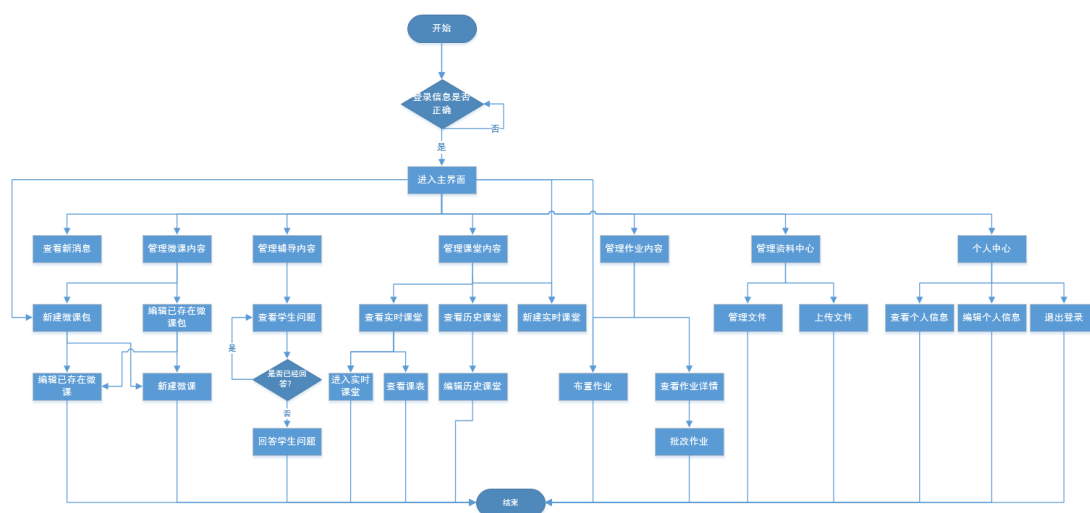 开始
登录信息是否
正确
否
是
进入主界面
查看新消息
管理微课内容
管理辅导内容
管理课堂内容
管理作业内容
管理资料中心
个人中心
新建微课包
编辑已存在微
课包
查看学生问题
查看实时课堂
查看历史课堂
新建实时课堂
管理文件
上传文件
查看个人信息
编辑个人信息
退出登录
是
编辑已存在微
课
新建微课
是否已经回
答?
进入实时
课堂
查看课表
编辑历史课堂
布置作业
查看作业详情
否
回答学生问题
批改作业
结束